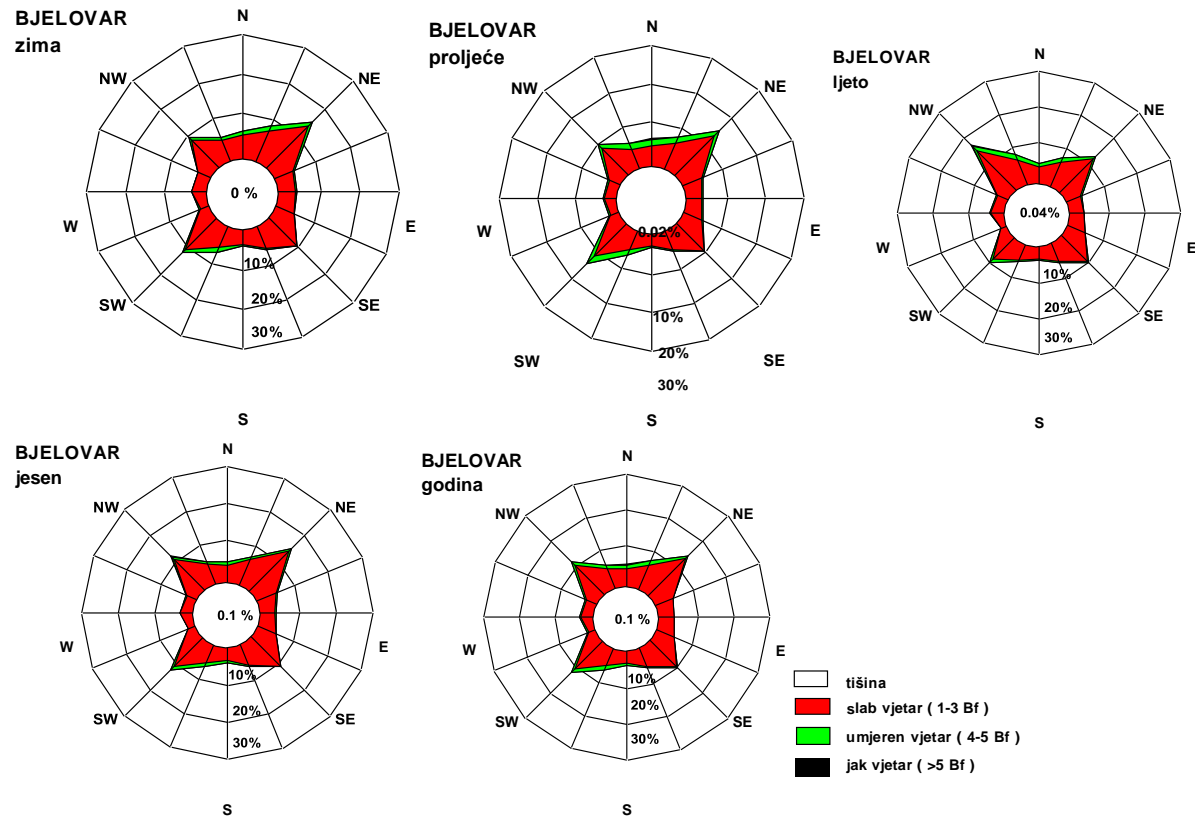 BJELOVAR
zima
N
NW
NE
0 %
W
E
10%
SW
20%
SE
30%
S
BJELOVAR
proljeće
N
NW
NE
0.02%
W
E
10%
SW
20%
SE
30%
S
BJELOVAR
ljeto
N
NW
NE
0.04%
W
E
10%
SW
20%
SE
30%
S
BJELOVAR
jesen
N
NW
NE
0.1 %
W
E
10%
SW
20%
SE
30%
S
BJELOVAR
godina
N
NW
NE
0.1 %
W
E
10%
SW
20%
SE
30%
S
tišina
slab vjetar ( 1-3 Bf )
umjeren vjetar ( 4-5 Bf )
jak vjetar ( >5 Bf )